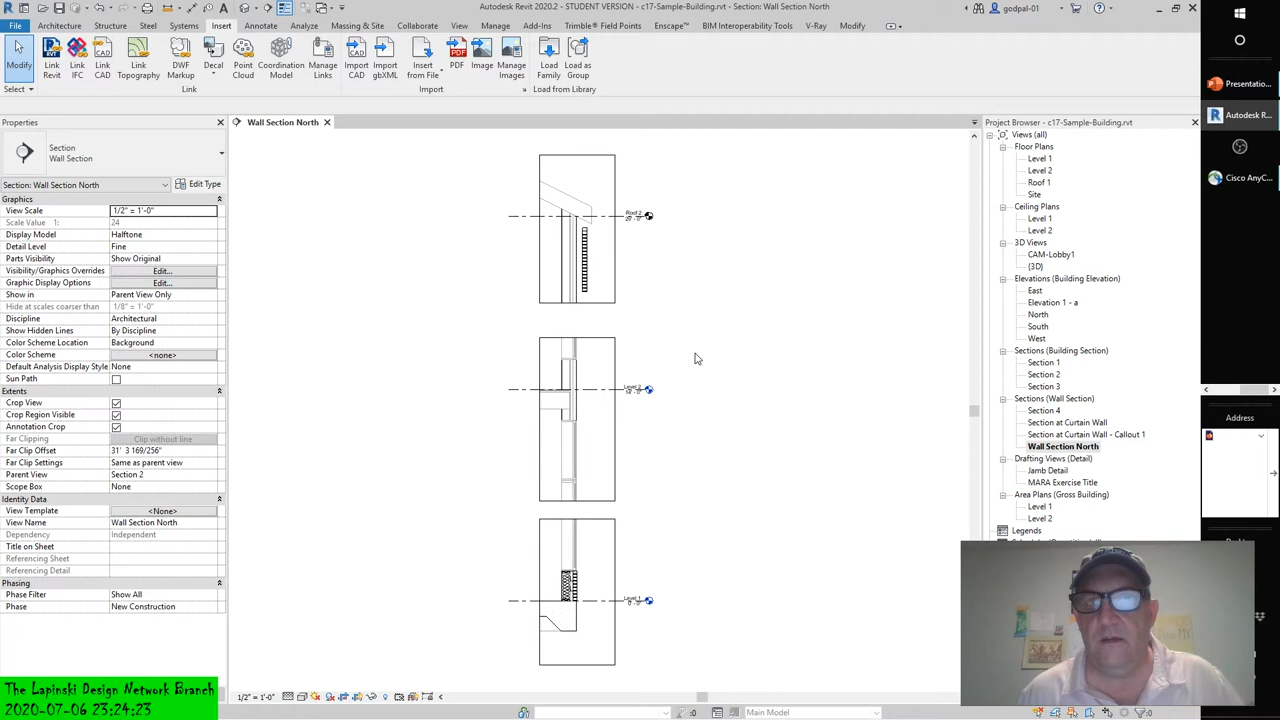 Autodesk Revit 2020.2 - STUDENT VERSION - c17-Sample-Building.rvt - Section: Wall Section North
godpal-01
File Architecture Structure Steel Systems Insert Annotate Analyze Massing & Site Collaborate View Manage Add-Ins Trimble® Field Points Enscape™ BIM Interoperability Tools V-Ray Modify
Modify
Link Revit
Link IFC
Link CAD
Link Topography
DWF Markup
Decal
Point Cloud
Coordination Model
Manage Links
Import CAD
Import gbXML
Insert from File
PDF
Image
Manage Images
Load Family
Load as Group
Select
Link
Import
Load from Library
Properties
Wall Section North
Project Browser - c17-Sample-Building.rvt
Section
Wall Section
Section: Wall Section North
Edit Type
Graphics
View Scale 1/2" = 1'-0"
Scale Value 1: 24
Display Model Halftone
Detail Level Fine
Parts Visibility Show Original
Visibility/Graphics Overrides Edit...
Graphic Display Options Edit...
Show in Parent View Only
Hide at scales coarser than 1/8" = 1'-0"
Discipline Architectural
Show Hidden Lines By Discipline
Color Scheme Location Background
Color Scheme <none>
Default Analysis Display Style None
Sun Path
Extents
Crop View
Crop Region Visible
Annotation Crop
Far Clipping Clip without line
Far Clip Offset 31' 3 169/256"
Far Clip Settings Same as parent view
Parent View Section 2
Scope Box None
Identity Data
View Template <None>
View Name Wall Section North
Dependency Independent
Title on Sheet
Referencing Sheet
Referencing Detail
Phasing
Phase Filter Show All
Phase New Construction
Roof 2
Level 2
Level 1
1/2" = 1'-0"
:0
Main Model
:0
Views (all)
Floor Plans
Level 1
Level 2
Roof 1
Site
Ceiling Plans
Level 1
Level 2
3D Views
CAM-Lobby1
{3D}
Elevations (Building Elevation)
East
Elevation 1 - a
North
South
West
Sections (Building Section)
Section 1
Section 2
Section 3
Sections (Wall Section)
Section 4
Section at Curtain Wall
Section at Curtain Wall - Callout 1
Wall Section North
Drafting Views (Detail)
Jamb Detail
MARA Exercise Title
Area Plans (Gross Building)
Level 1
Level 2
Legends
Presentatio...
Autodesk R...
Cisco AnyC...
Address
The Lapinski Design Network Branch
2020-07-06 23:24:23